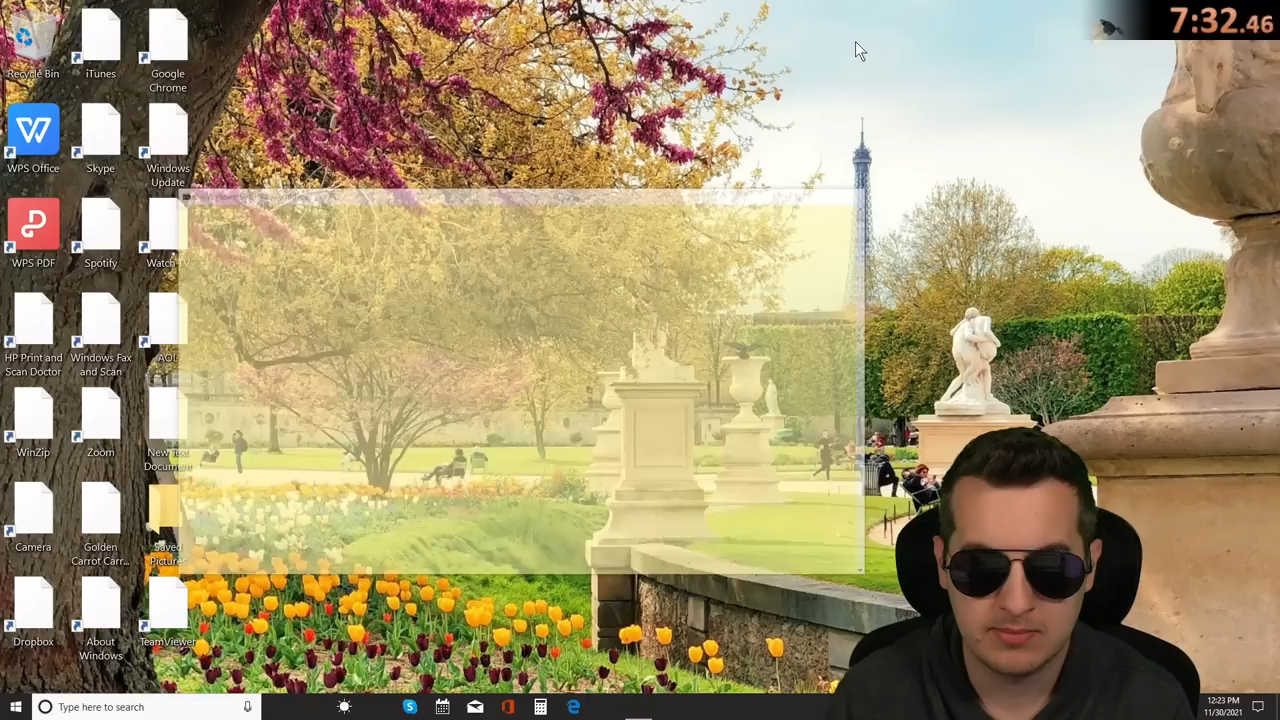 7:32.46
Recycle Bin
iTunes
Google
Chrome
WPS Office
Skype
Windows
Update
WPS PDF
Spotify
Watch
HP Print and
Scan Doctor
Windows Fax
and Scan
AOL
WinZip
Zoom
New Text
Document
Camera
Golden
Carrot Carr...
Saved
Pictures
Dropbox
About
Windows
TeamViewer
Type here to search
12:23 PM
11/30/2021